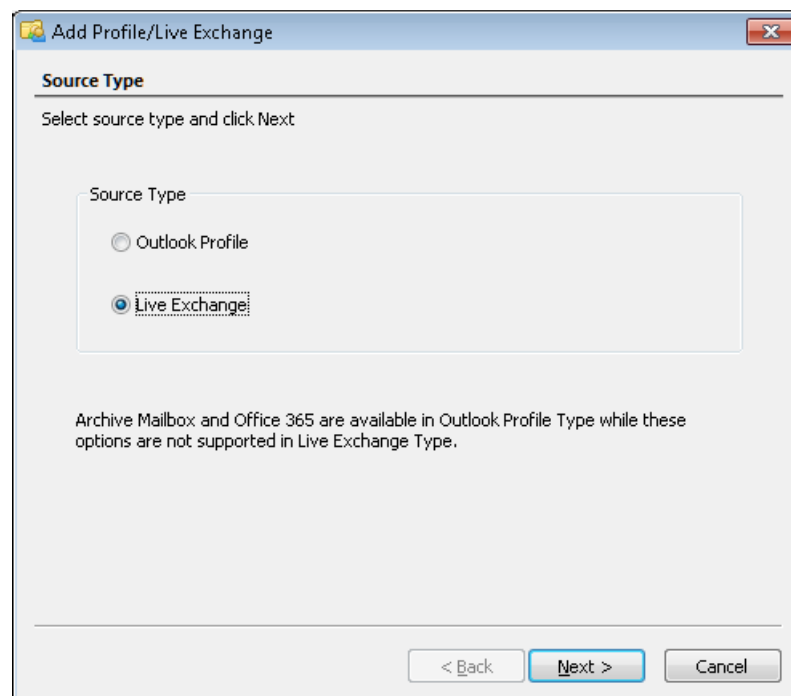 Add Profile/Live Exchange
Source Type
Select source type and click Next
Source Type
Outlook Profile
Live Exchange
Archive Mailbox and Office 365 are available in Outlook Profile Type while these
options are not supported in Live Exchange Type.
< Back
Next >
Cancel